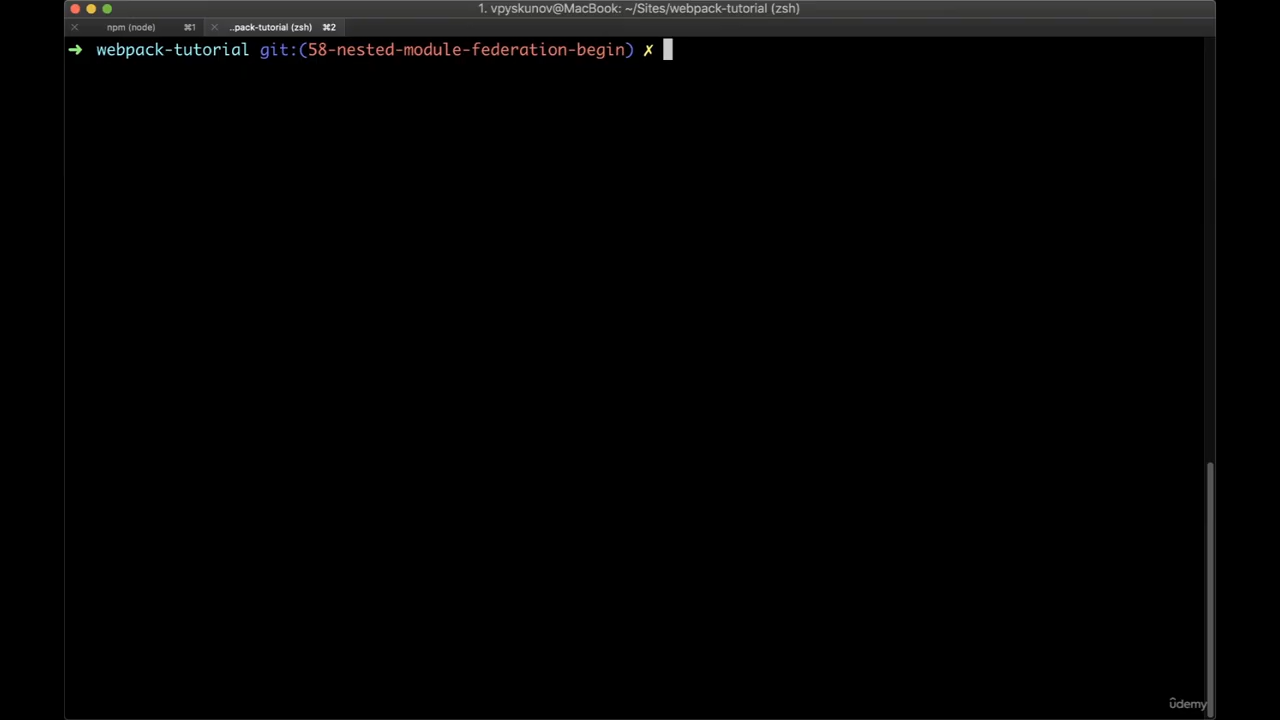 1. vpyskunov@MacBook: ~/Sites/webpack-tutorial (zsh)
npm (node) ⌘1 ..pack-tutorial (zsh) ⌘2
➜ webpack-tutorial git:(58-nested-module-federation-begin) ✗
ûdemy